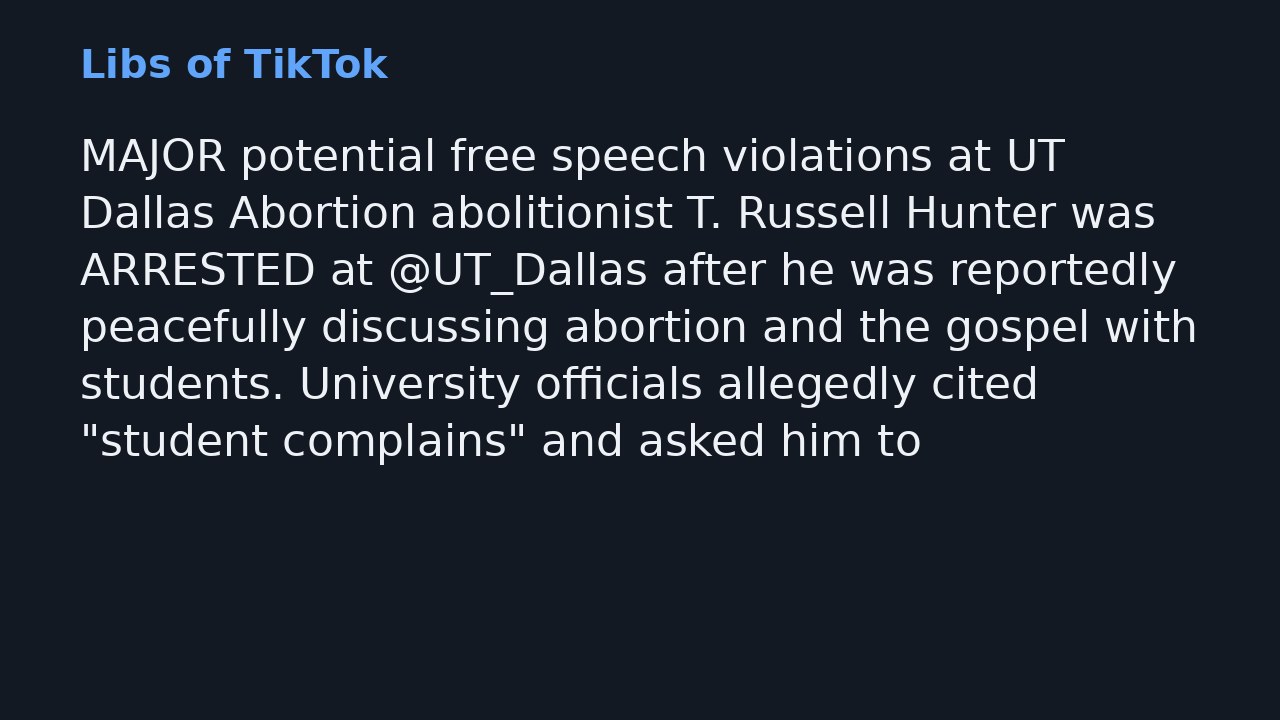 Libs of TikTok
MAJOR potential free speech violations at UT
Dallas Abortion abolitionist T. Russell Hunter was
ARRESTED at @UT_Dallas after he was reportedly
peacefully discussing abortion and the gospel with
students. University officials allegedly cited
"student complains" and asked him to